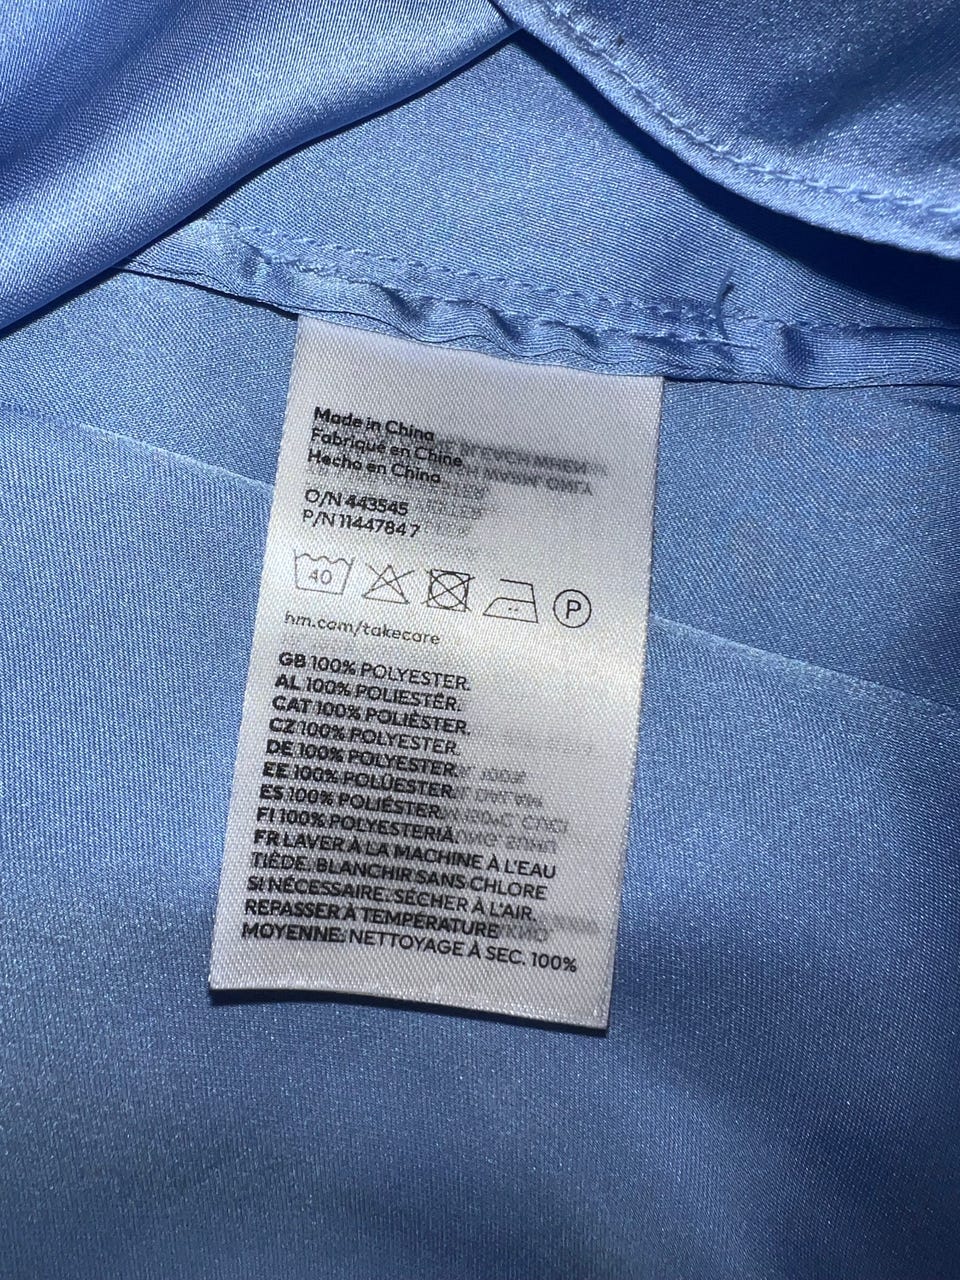 Made in China
Fabriqué en Chine
Hecho en China
O/N 443545
P/N 11447847
40 P
hm.com/takecare
GB 100% POLYESTER.
AL 100% POLIESTËR.
CAT 100% POLIÈSTER.
CZ 100% POLYESTER.
DE 100% POLYESTER.
EE 100% POLÜESTER.
ES 100% POLIÉSTER.
FI 100% POLYESTERIÄ.
FR LAVER À LA MACHINE À L'EAU
TIÈDE. BLANCHIR SANS CHLORE
SI NÉCESSAIRE. SÉCHER À L'AIR.
REPASSER À TEMPÉRATURE
MOYENNE. NETTOYAGE À SEC. 100%